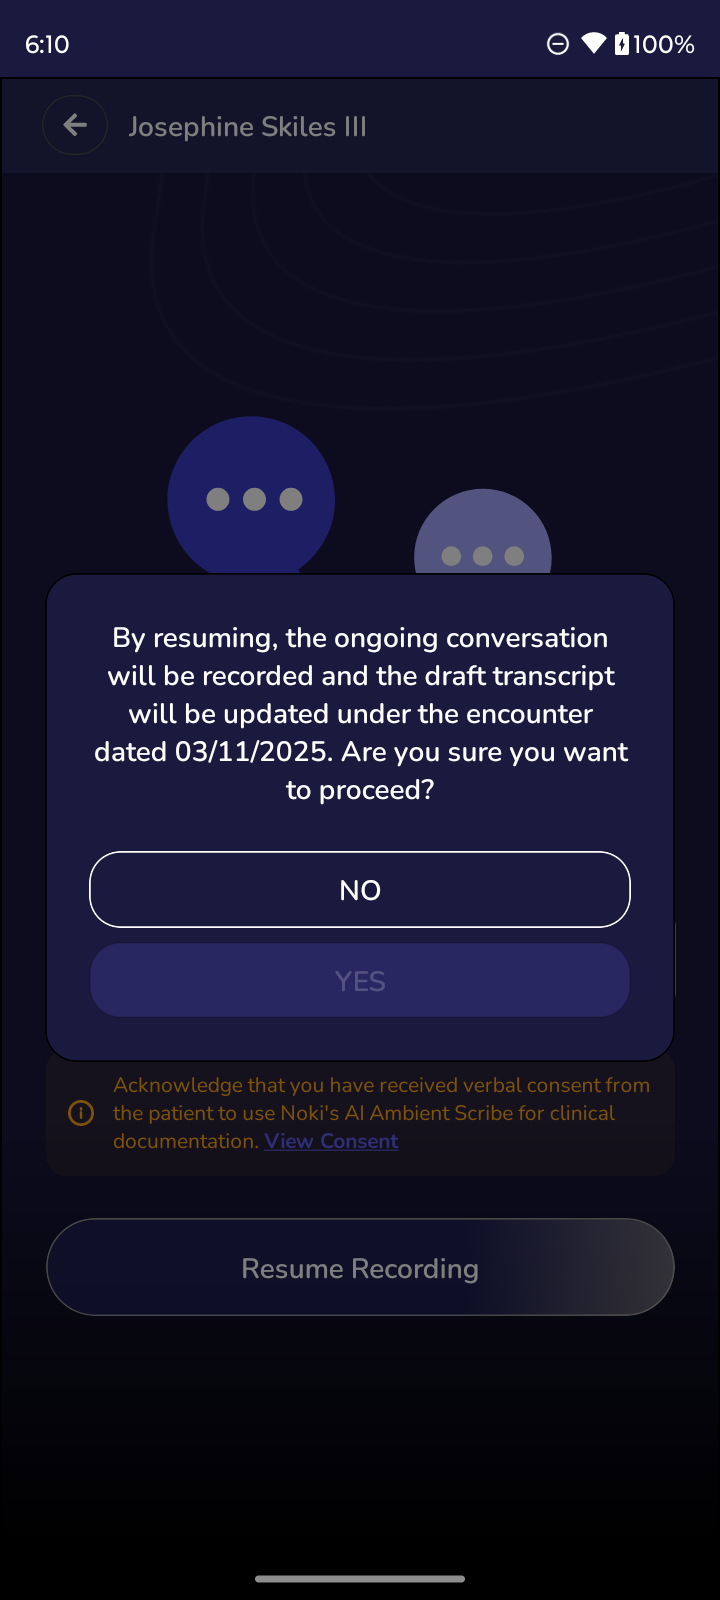 6:10
100%
Josephine Skiles III
By resuming, the ongoing conversation
will be recorded and the draft transcript
will be updated under the encounter
dated 03/11/2025. Are you sure you want
to proceed?
NO
YES
Acknowledge that you have received verbal consent from
the patient to use Noki's AI Ambient Scribe for clinical
documentation. View Consent
Resume Recording